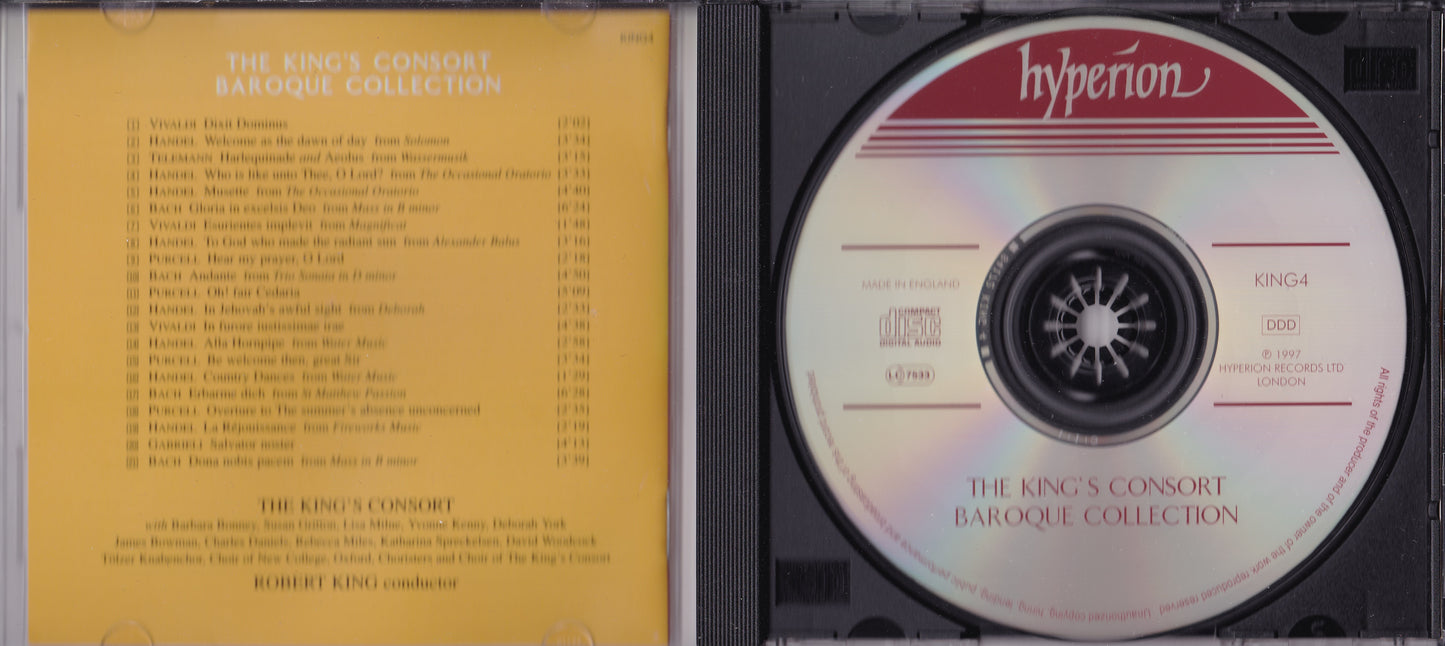 KING4
THE KING'S CONSORT
BAROQUE COLLECTION
1 VIVALDI Dixit Dominus [2'02]
2 HANDEL Welcome as the dawn of day from Solomon [3'34]
3 TELEMANN Harlequinade and Aeolus from Wassermusik [3'15]
4 HANDEL Who is like unto Thee, O Lord? from The Occasional Oratorio [3'33]
5 HANDEL Musette from The Occasional Oratorio [4'40]
6 BACH Gloria in excelsis Deo from Mass in B minor [6'24]
7 VIVALDI Esurientes implevit from Magnificat [1'48]
8 HANDEL To God who made the radiant sun from Alexander Balus [3'16]
9 PURCELL Hear my prayer, O Lord [2'18]
10 BACH Andante from Trio Sonata in D minor [4'50]
11 PURCELL Oh! fair Cedaria [5'09]
12 HANDEL In Jehovah's awful sight from Deborah [2'33]
13 VIVALDI In furore iustissimae irae [4'38]
14 HANDEL Alla Hornpipe from Water Music [2'58]
15 PURCELL Be welcome then, great Sir [3'34]
16 HANDEL Country Dances from Water Music [1'29]
17 BACH Erbarme dich from St Matthew Passion [6'28]
18 PURCELL Overture to The summer's absence unconcerned [2'35]
19 HANDEL La Réjouissance from Fireworks Music [2'19]
20 GABRIELI Salvator noster [4'13]
21 BACH Dona nobis pacem from Mass in B minor [3'39]
THE KING'S CONSORT
with Barbara Bonney, Susan Gritton, Lisa Milne, Yvonne Kenny, Deborah York
James Bowman, Charles Daniels, Rebecca Miles, Katharina Spreckelsen, David Woodcock
Tölzer Knabenchor, Choir of New College, Oxford, Choristers and Choir of The King's Consort
ROBERT KING conductor
hyperion
MADE IN ENGLAND
COMPACT
disc
DIGITAL AUDIO
LC 7533
KING4
DDD
℗ 1997
HYPERION RECORDS LTD
LONDON
THE KING'S CONSORT
BAROQUE COLLECTION
All rights of the producer and of the owner of the work reproduced reserved. Unauthorized copying, hiring, lending, public performance and broadcasting of this record prohibited.